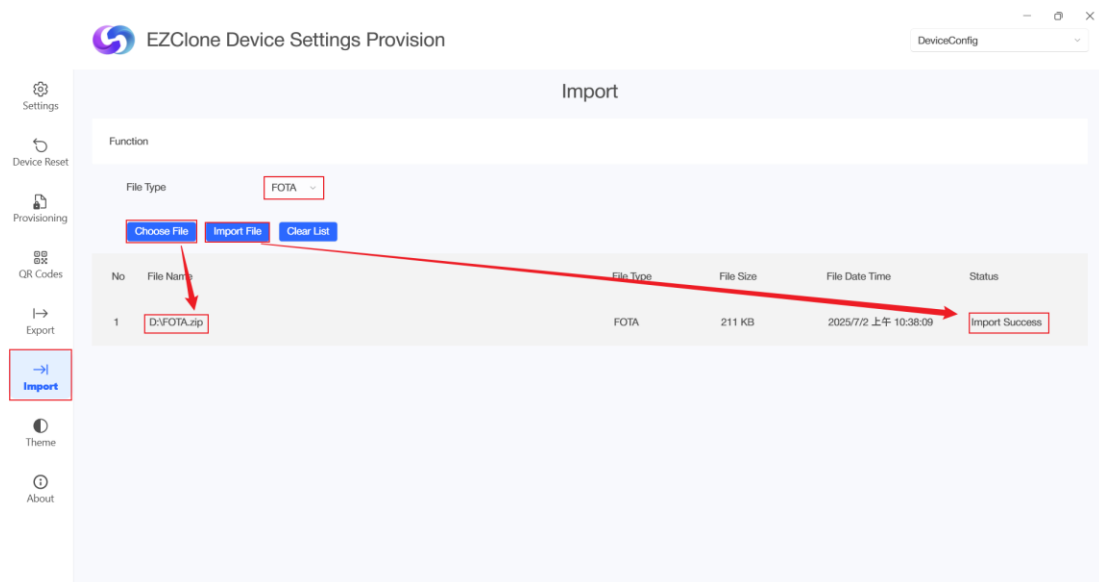 EZClone Device Settings Provision
DeviceConfig
Settings
Device Reset
Provisioning
QR Codes
Export
Import
Theme
About
Import
Function
File Type FOTA
Choose File Import File Clear List
No File Name File Type File Size File Date Time Status
1 D:\FOTA.zip FOTA 211 KB 2025/7/2 上午 10:38:09 Import Success